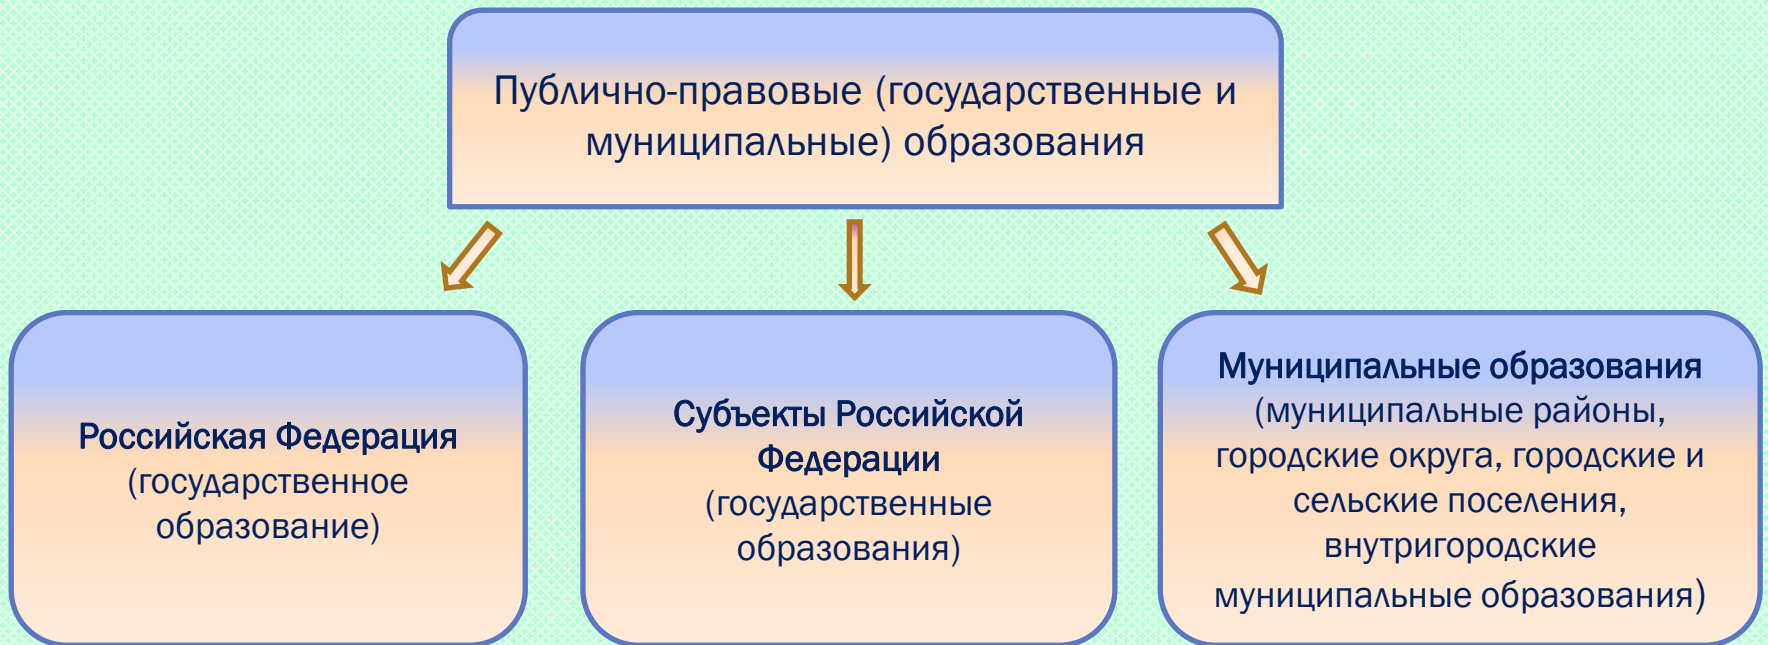 Публично-правовые (государственные и
муниципальные) образования
Российская Федерация
(государственное
образование)
Субъекты Российской
Федерации
(государственные
образования)
Муниципальные образования
(муниципальные районы,
городские округа, городские и
сельские поселения,
внутригородские
муниципальные образования)